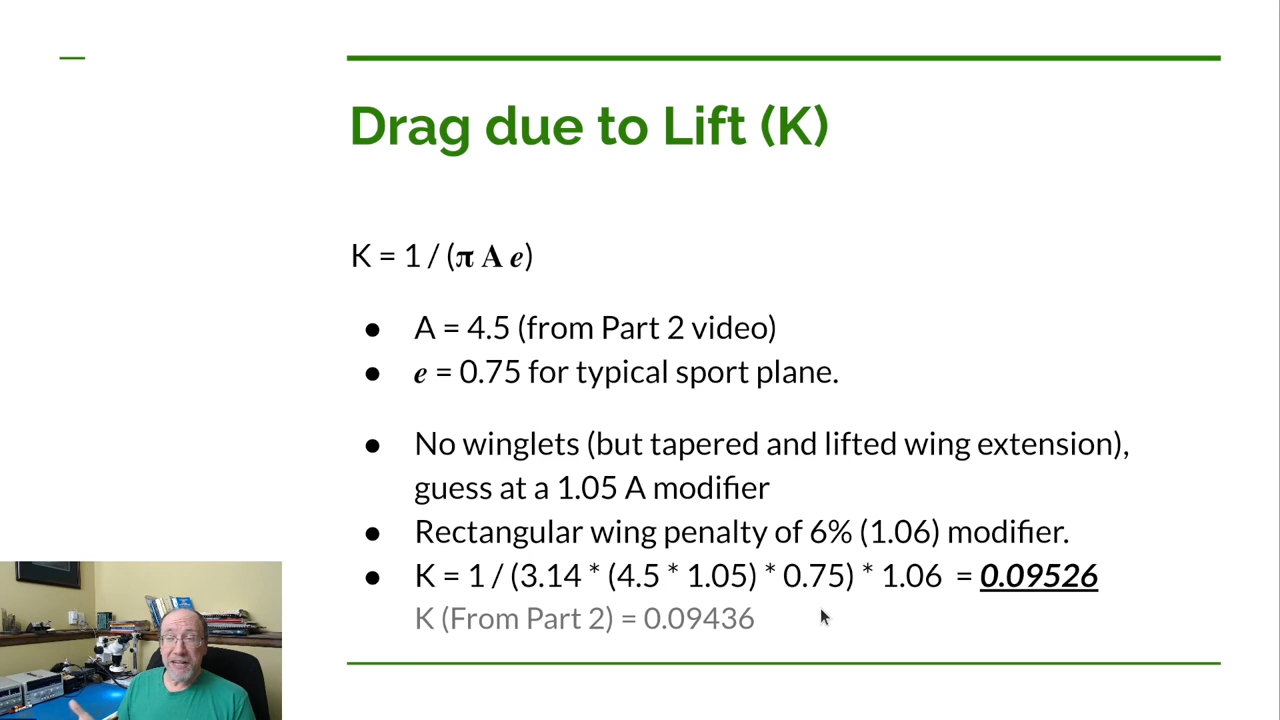 Drag due to Lift (K)
K = 1 / (π A e)
● A = 4.5 (from Part 2 video)
● e = 0.75 for typical sport plane.
● No winglets (but tapered and lifted wing extension),
guess at a 1.05 A modifier
● Rectangular wing penalty of 6% (1.06) modifier.
● K = 1 / (3.14 * (4.5 * 1.05) * 0.75) * 1.06 = 0.09526
K (From Part 2) = 0.09436